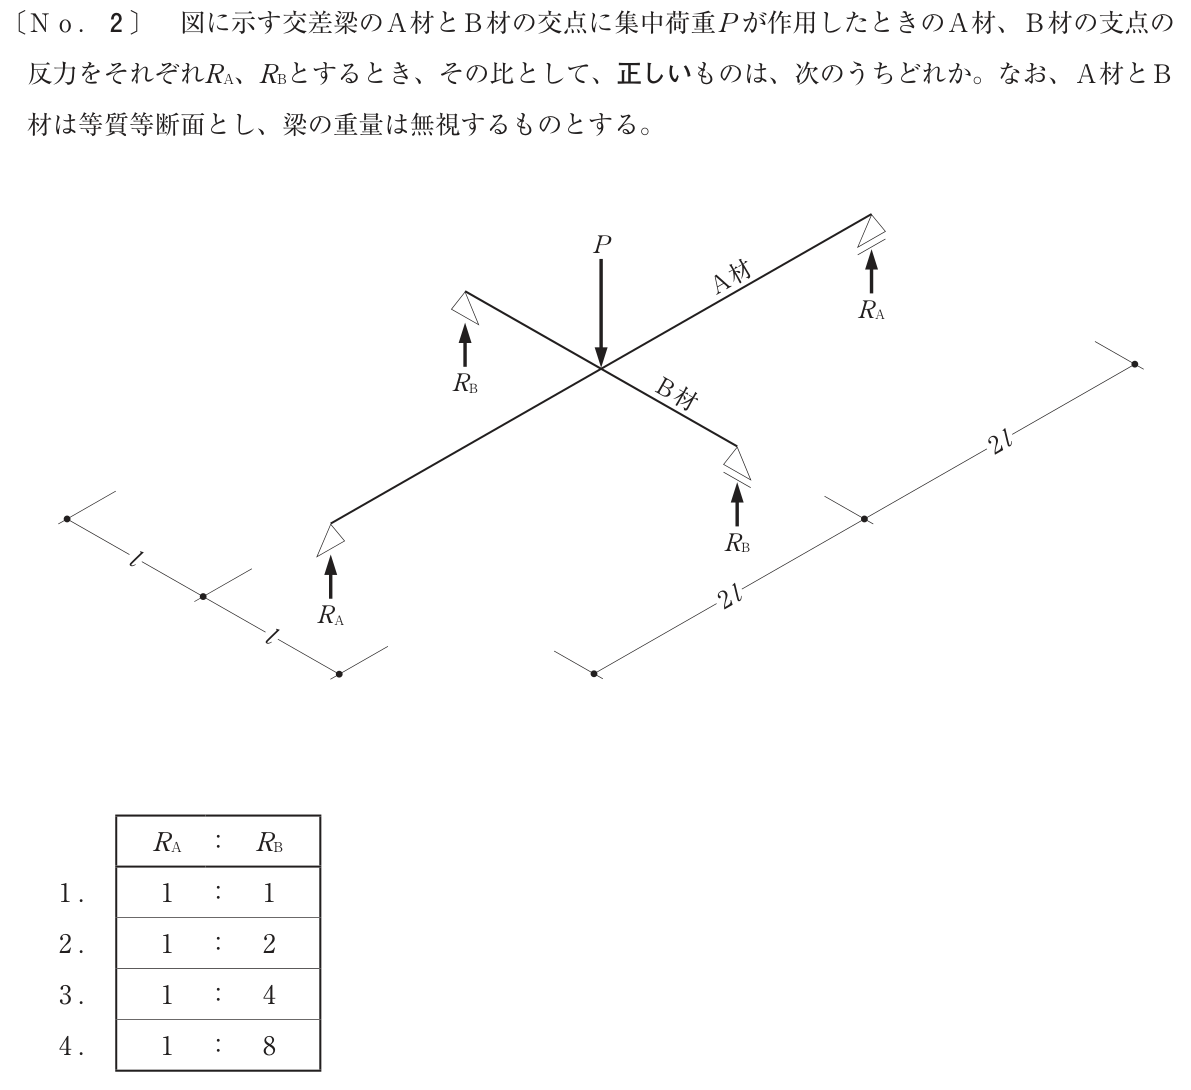 〔Ｎｏ．２〕　図に示す交差梁のＡ材とＢ材の交点に集中荷重Pが作用したときのＡ材、Ｂ材の支点の
反力をそれぞれRA、RBとするとき、その比として、正しいものは、次のうちどれか。なお、Ａ材とＢ
材は等質等断面とし、梁の重量は無視するものとする。
P
Ａ材
RA
RB
Ｂ材
2l
RB
l
2l
RA
l
RA : RB
1. 1 : 1
2. 1 : 2
3. 1 : 4
4. 1 : 8